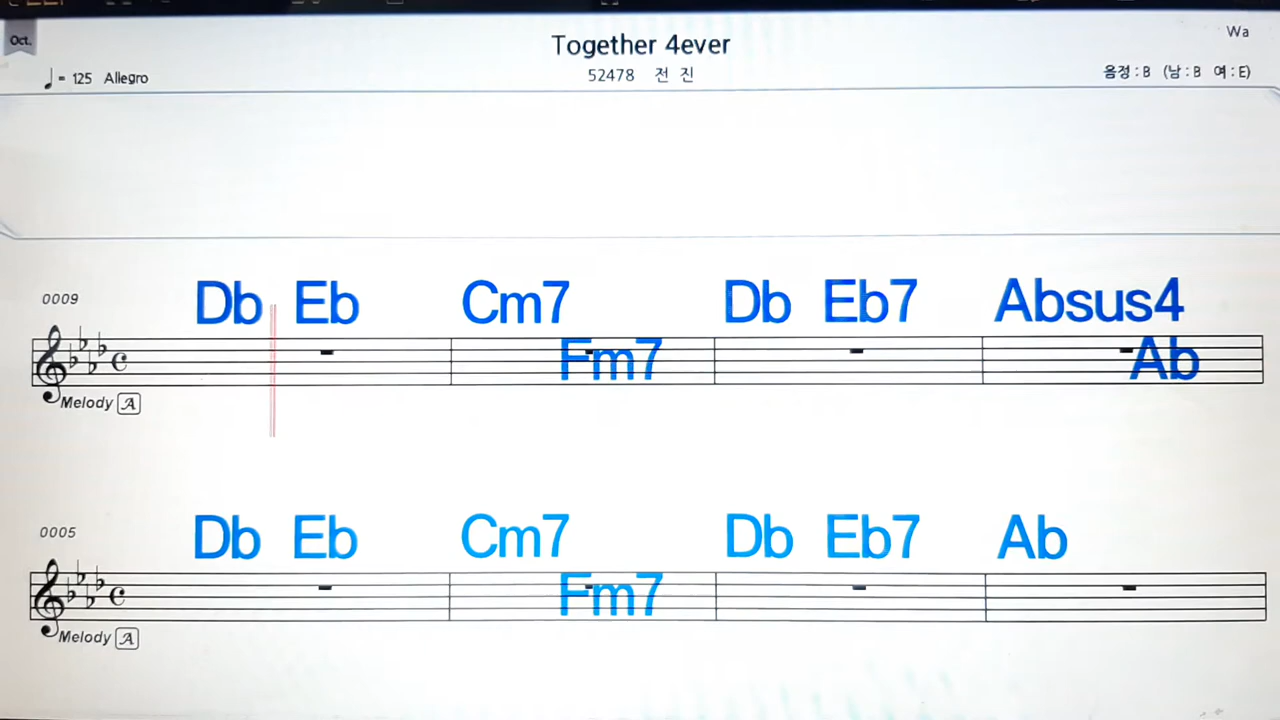 Oct.
Together 4ever
Wa
= 125 Allegro
52478 전 진
음정 : B (남 : B 여 : E)
0009
Db Eb Cm7 Db Eb7 Absus4
Fm7 Ab
Melody A
0005
Db Eb Cm7 Db Eb7 Ab
Fm7
Melody A